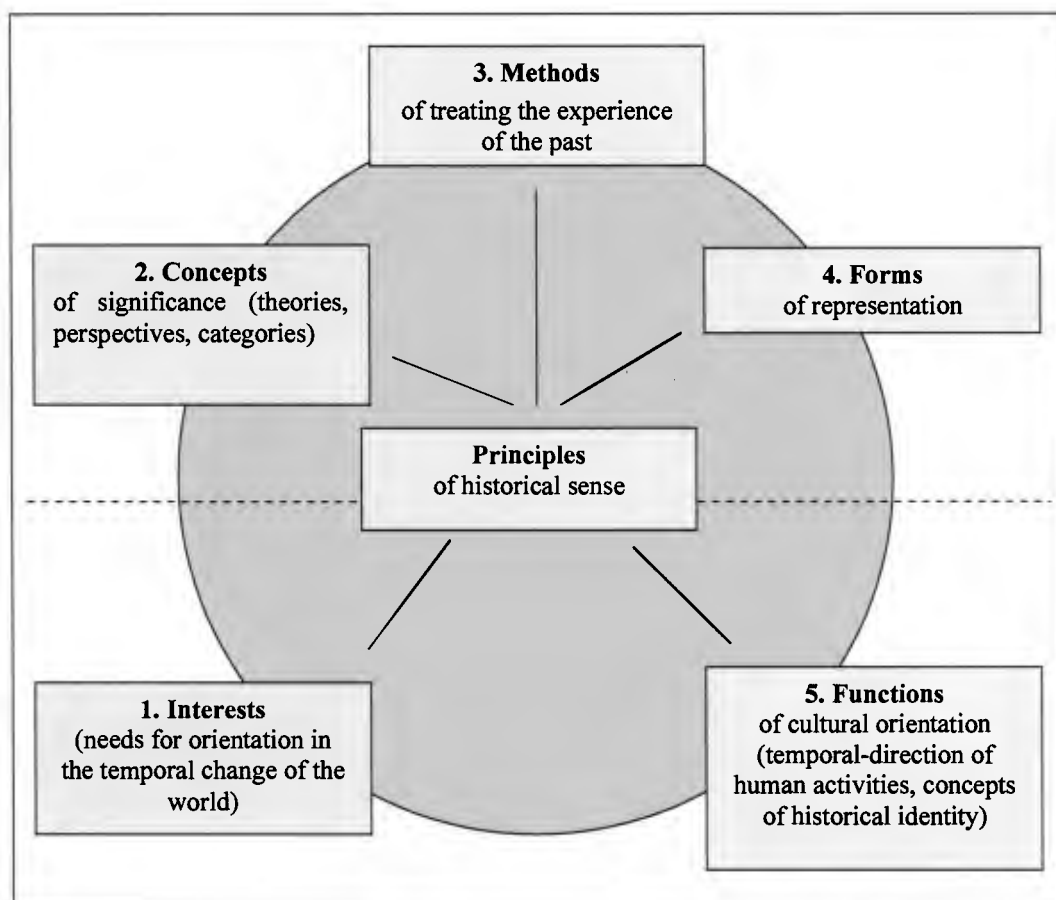 3. Methods
of treating the experience
of the past
2. Concepts
of significance (theories,
perspectives, categories)
4. Forms
of representation
Principles
of historical sense
1. Interests
(needs for orientation in
the temporal change of the
world)
5. Functions
of cultural orientation
(temporal-direction of
human activities, concepts
of historical identity)